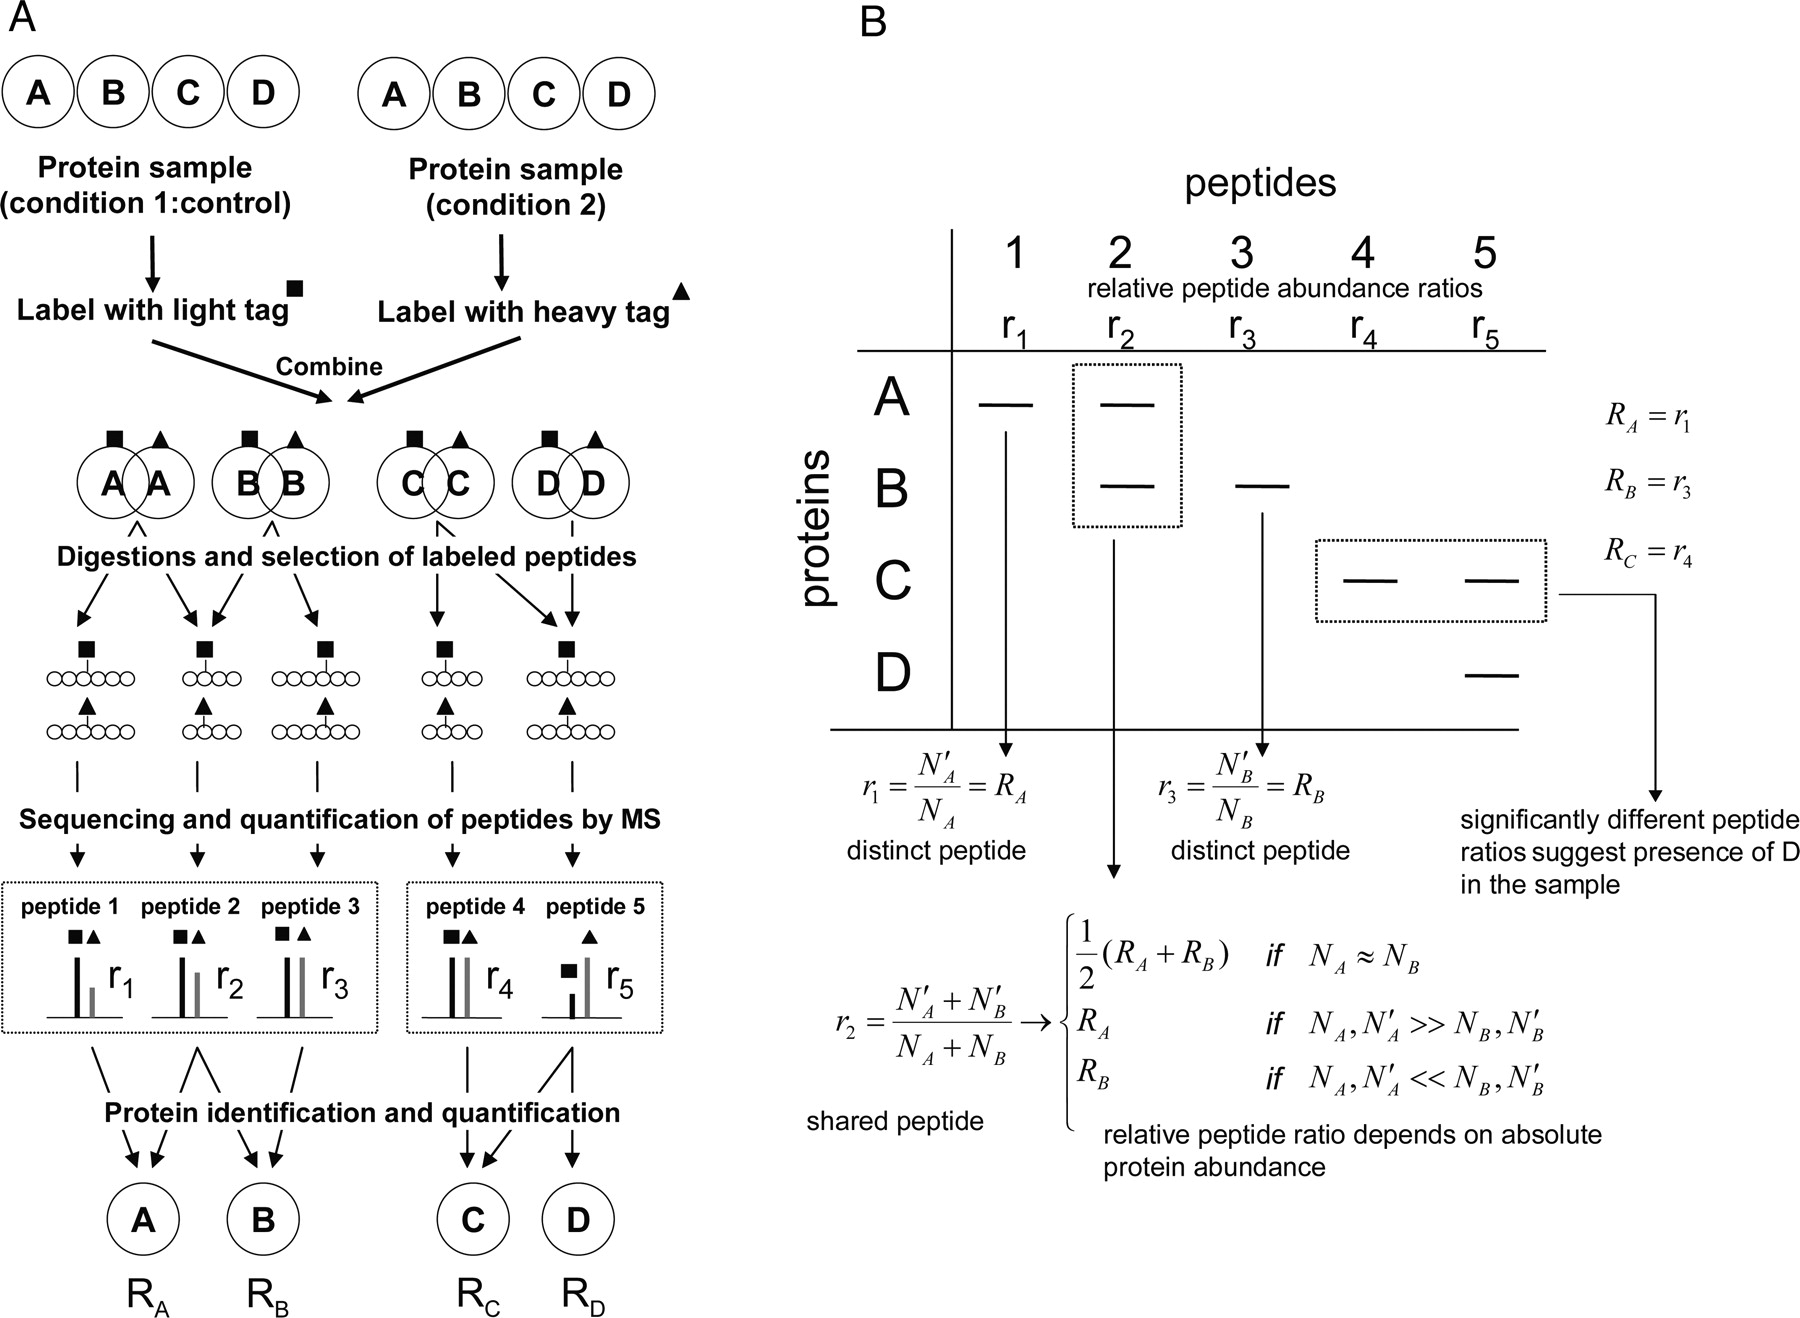 A
A B C D
A B C D
Protein sample
(condition 1:control)
Protein sample
(condition 2)
Label with light tag
Label with heavy tag
Combine
A A B B C C D D
Digestions and selection of labeled peptides
Sequencing and quantification of peptides by MS
peptide 1 peptide 2 peptide 3 peptide 4 peptide 5
r1 r2 r3 r4 r5
Protein identification and quantification
A B C D
RA RB RC RD
B
peptides
1 2 3 4 5
relative peptide abundance ratios
r1 r2 r3 r4 r5
proteins
A
B
C
D
RA = r1
RB = r3
RC = r4
r1 = N′A / NA = RA
distinct peptide
r3 = N′B / NB = RB
distinct peptide
significantly different peptide
ratios suggest presence of D
in the sample
r2 = (N′A + N′B) / (NA + NB) → {
1/2 (RA + RB) if NA ≈ NB
RA if NA, N′A >> NB, N′B
RB if NA, N′A << NB, N′B
shared peptide
relative peptide ratio depends on absolute
protein abundance